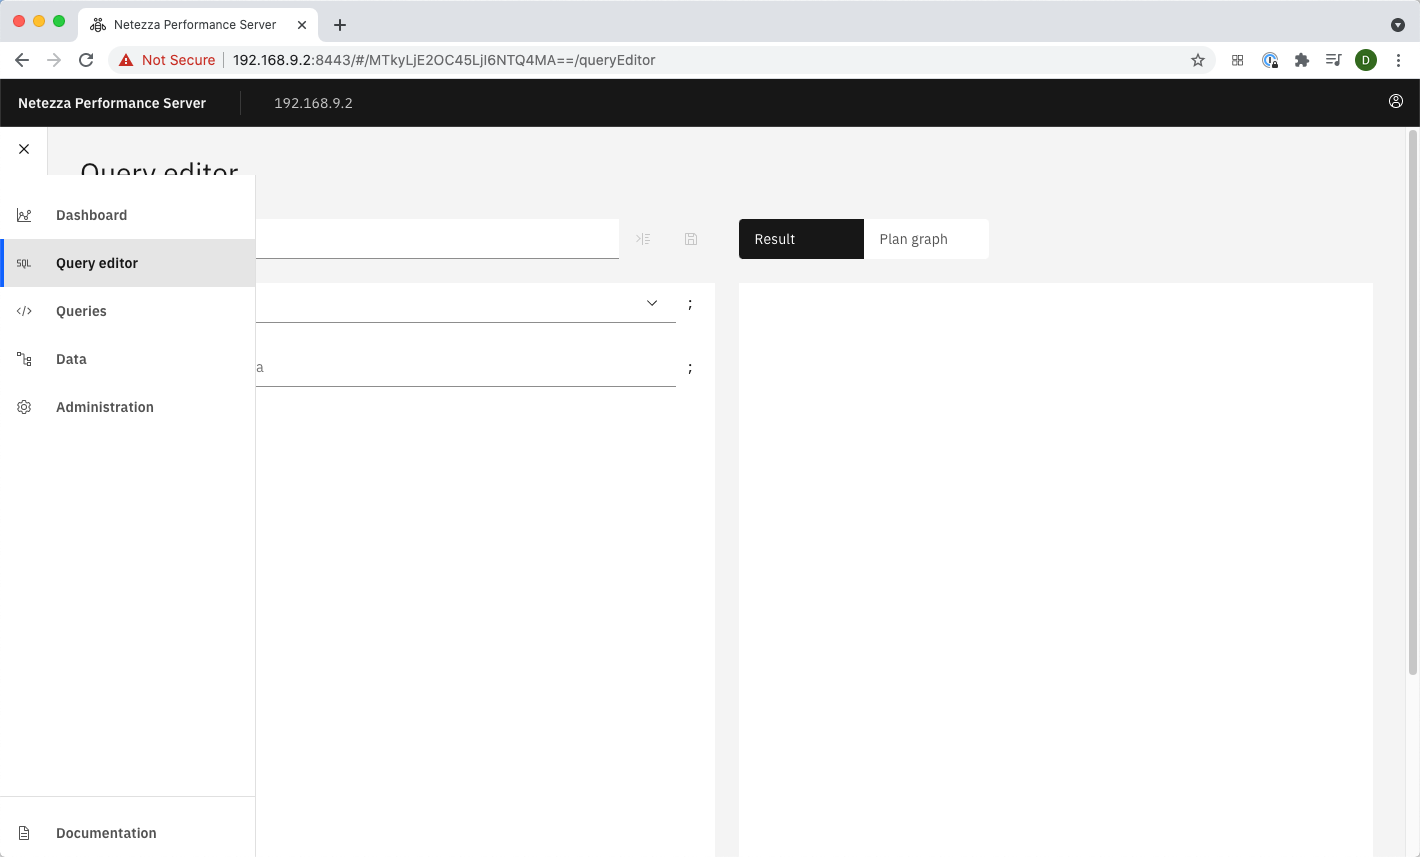 Netezza Performance Server
Not Secure 192.168.9.2:8443/#/MTkyLjE2OC45LjI6NTQ4MA==/queryEditor
D
Netezza Performance Server 192.168.9.2
Query editor
Dashboard
SQL Query editor
Result Plan graph
Queries
;
Data
a ;
Administration
Documentation